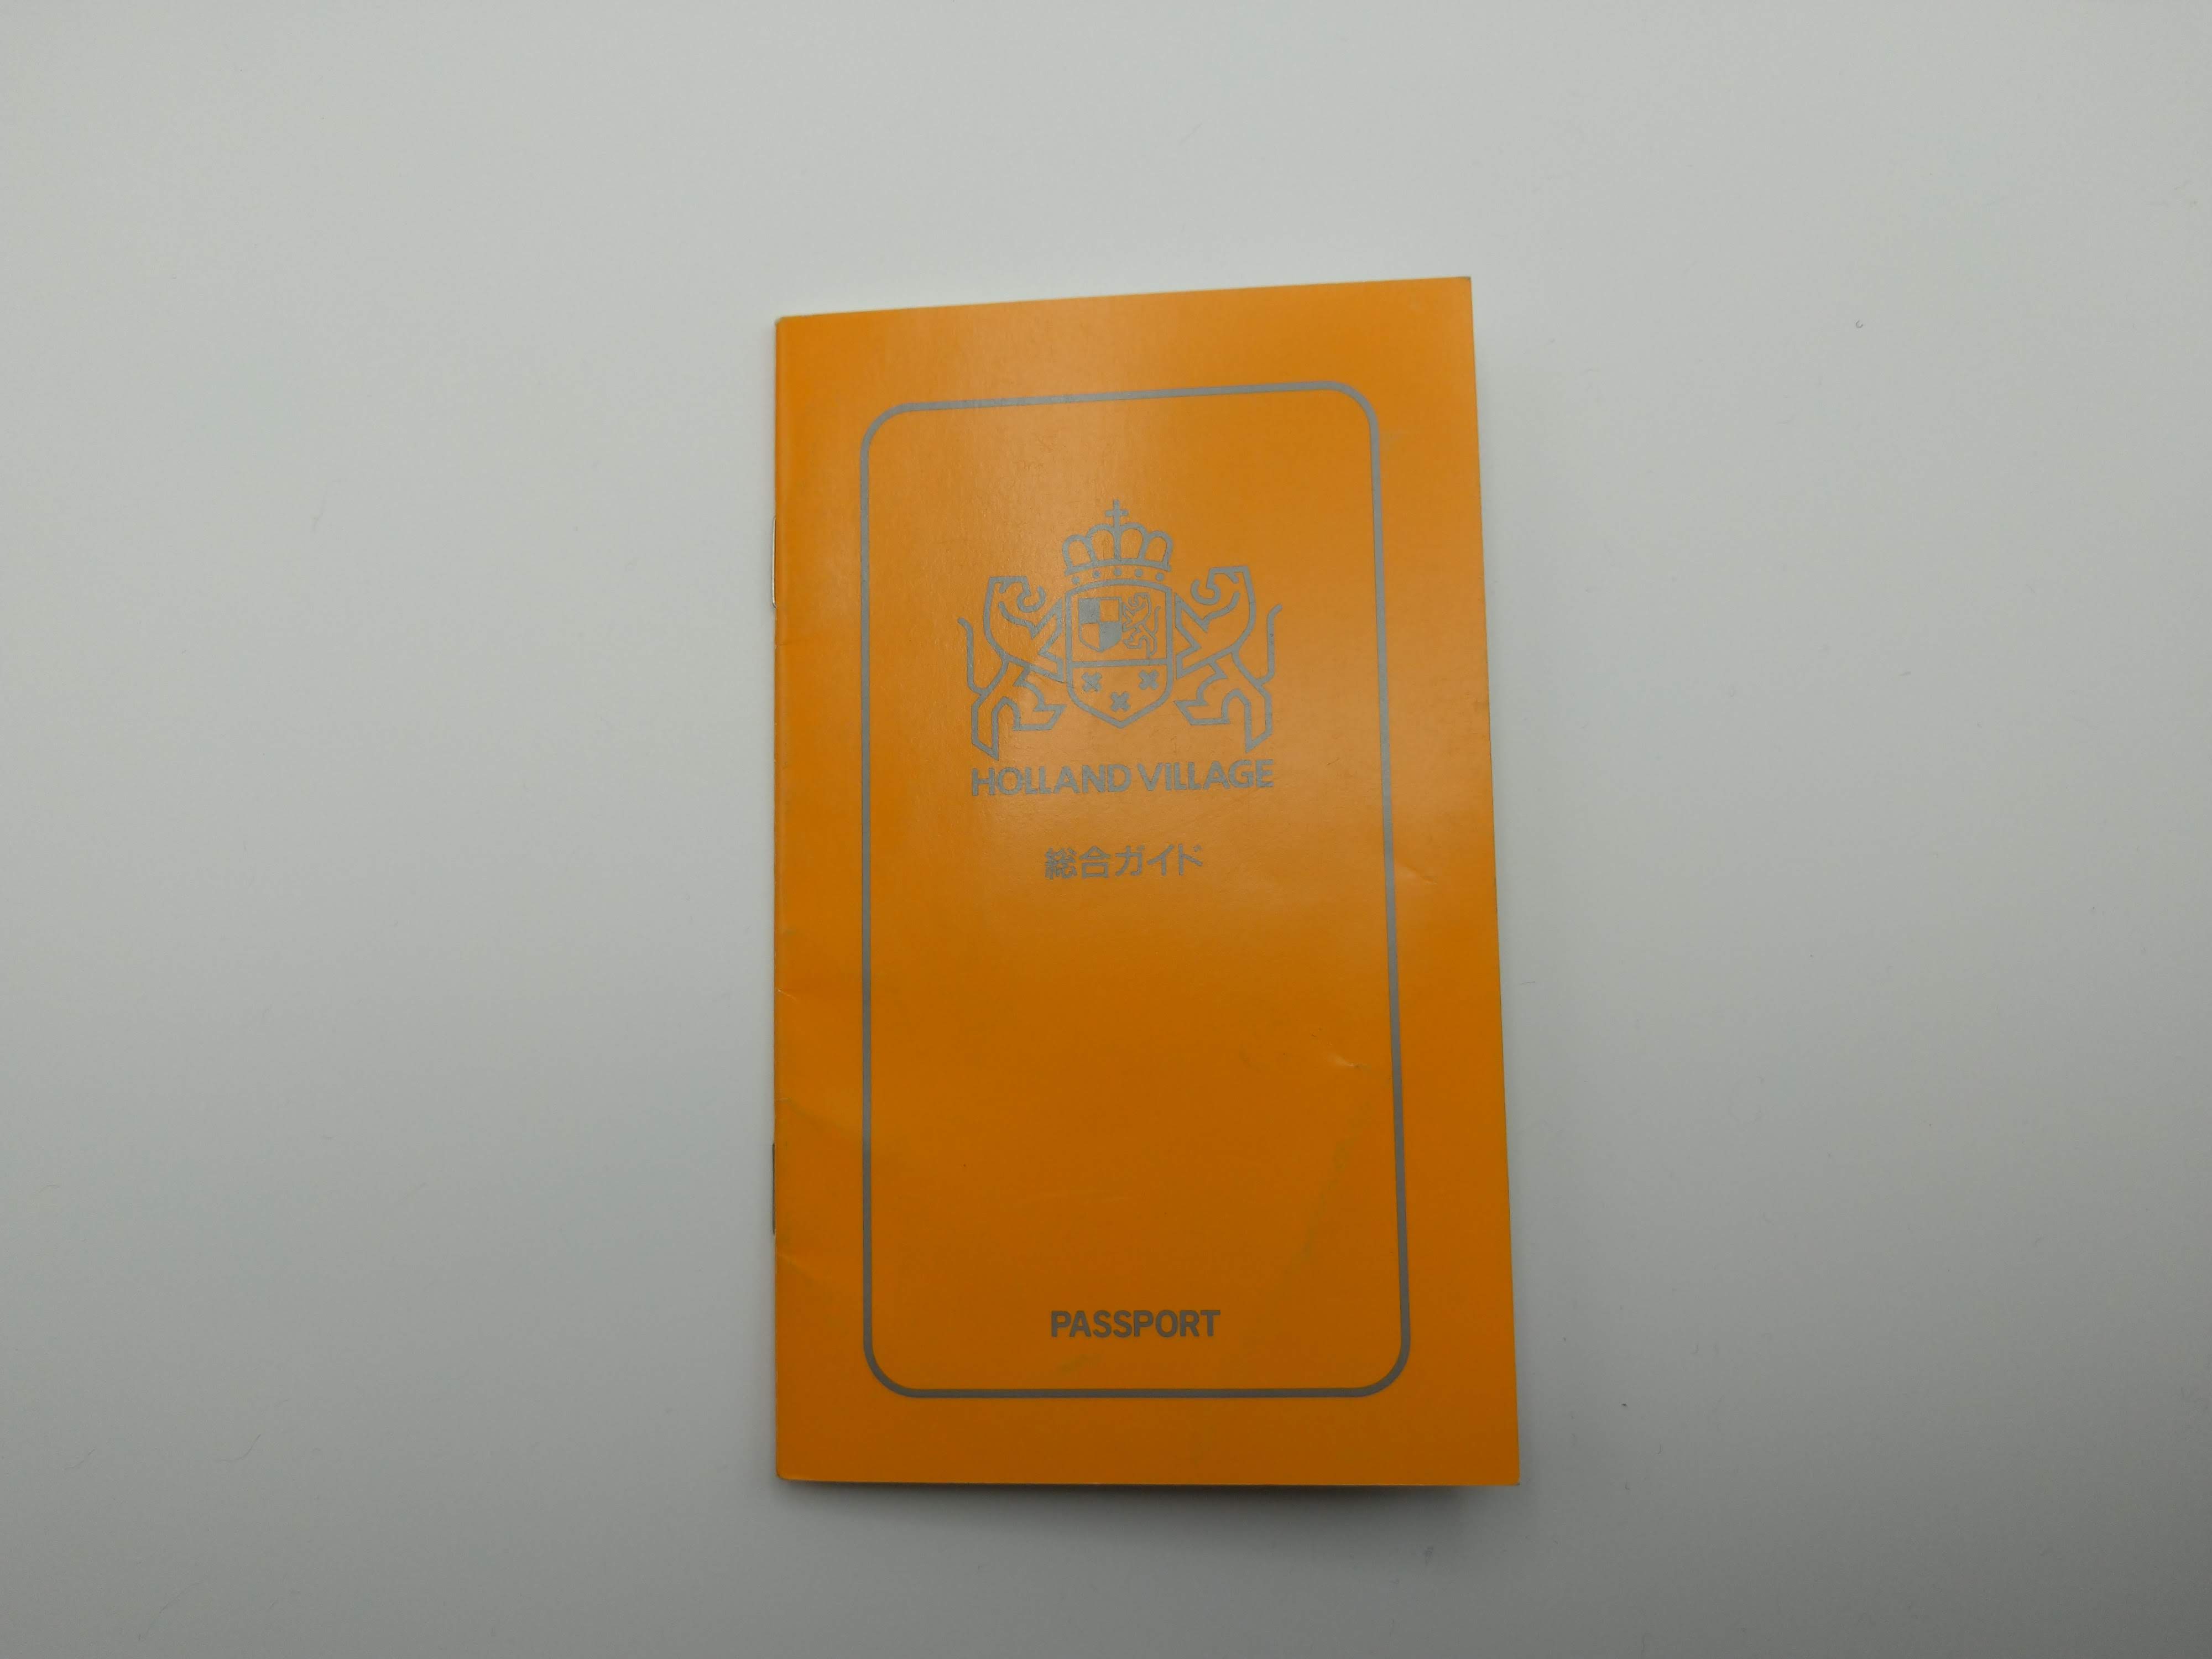 HOLLAND VILLAGE
総合ガイド
PASSPORT